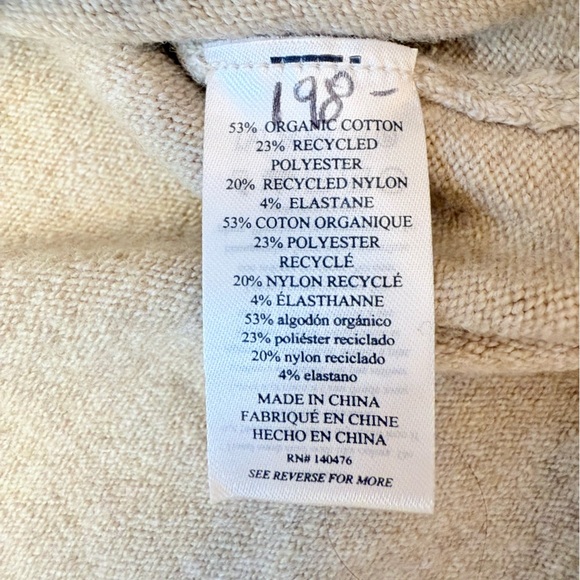 198-
53% ORGANIC COTTON
23% RECYCLED
POLYESTER
20% RECYCLED NYLON
4% ELASTANE
53% COTON ORGANIQUE
23% POLYESTER
RECYCLÉ
20% NYLON RECYCLÉ
4% ÉLASTHANNE
53% algodón orgánico
23% poliéster reciclado
20% nylon reciclado
4% elastano
MADE IN CHINA
FABRIQUÉ EN CHINE
HECHO EN CHINA
RN# 140476
SEE REVERSE FOR MORE